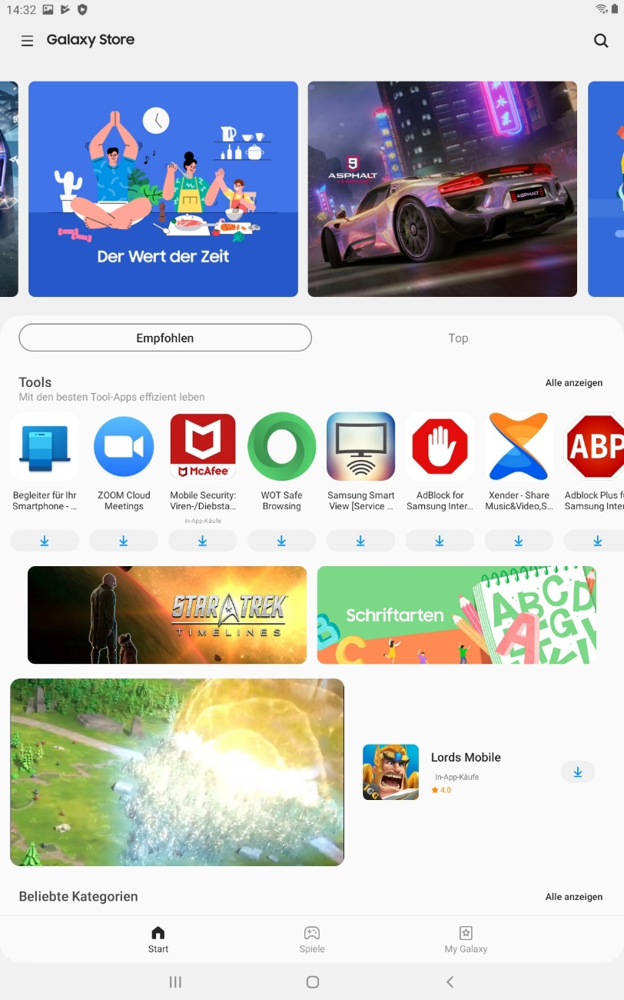 14:32
Galaxy Store
Der Wert der Zeit
9
ASPHALT
LEGENDS
ASPHALT
Empfohlen
Top
Tools
Alle anzeigen
Mit den besten Tool-Apps effizient leben
McAfee
ABP
Begleiter für Ihr
Smartphone - ...
ZOOM Cloud
Meetings
Mobile Security:
Viren-/Diebsta...
In-App-Käufe
WOT Safe
Browsing
Samsung Smart
View [Service ...
AdBlock for
Samsung Inter...
Xender - Share
Music&Video,S...
Adblock Plus f
Samsung Inter
STAR TREK
TIMELINES
Schriftarten
B
C
A
ABCD
G
Lords Mobile
IGG
In-App-Käufe
4.0
Beliebte Kategorien
Alle anzeigen
Start
Spiele
My Galaxy